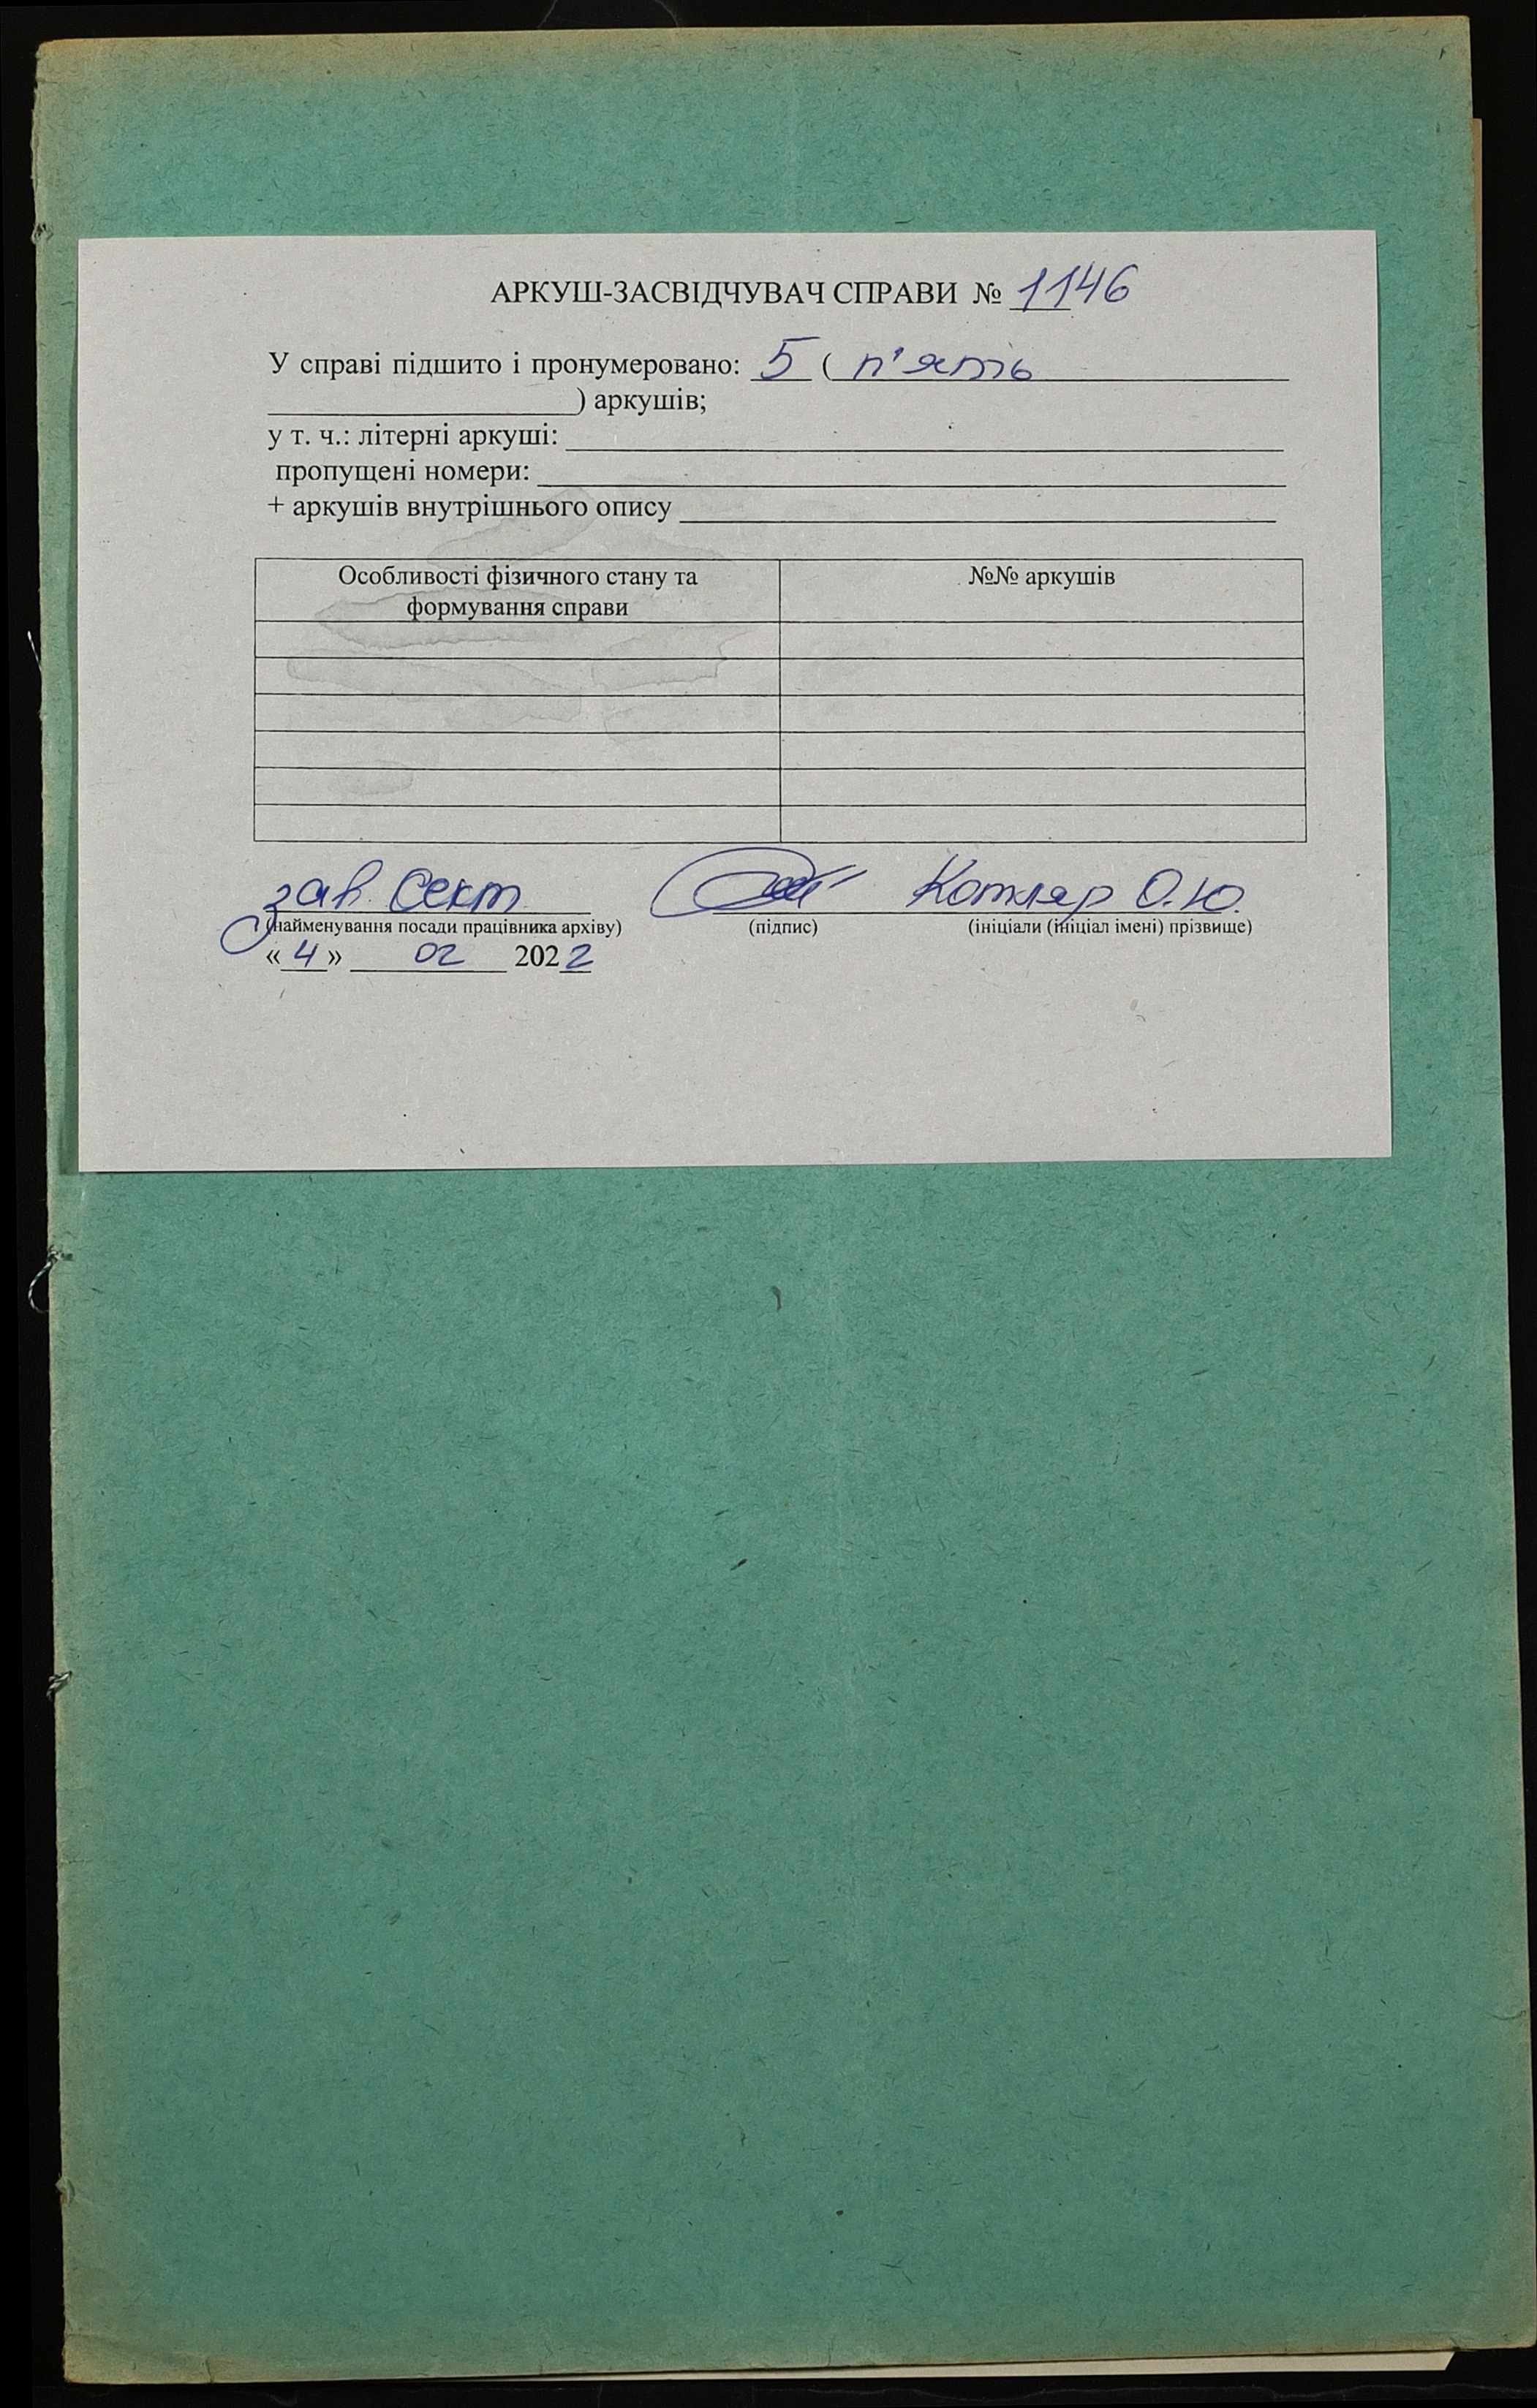 АРКУШ-ЗАСВІДЧУВАЧ СПРАВИ № 1146
У справі підшито і пронумеровано: 5 ( п'ять
) аркушів;
у т. ч.: літерні аркуші:
пропущені номери:
+ аркушів внутрішнього опису
Особливості фізичного стану та формування справи №№ аркушів
зав. сект Котляр О.Ю.
(найменування посади працівника архіву) (підпис) (ініціали (ініціал імені) прізвище)
« 4 » 02 2022